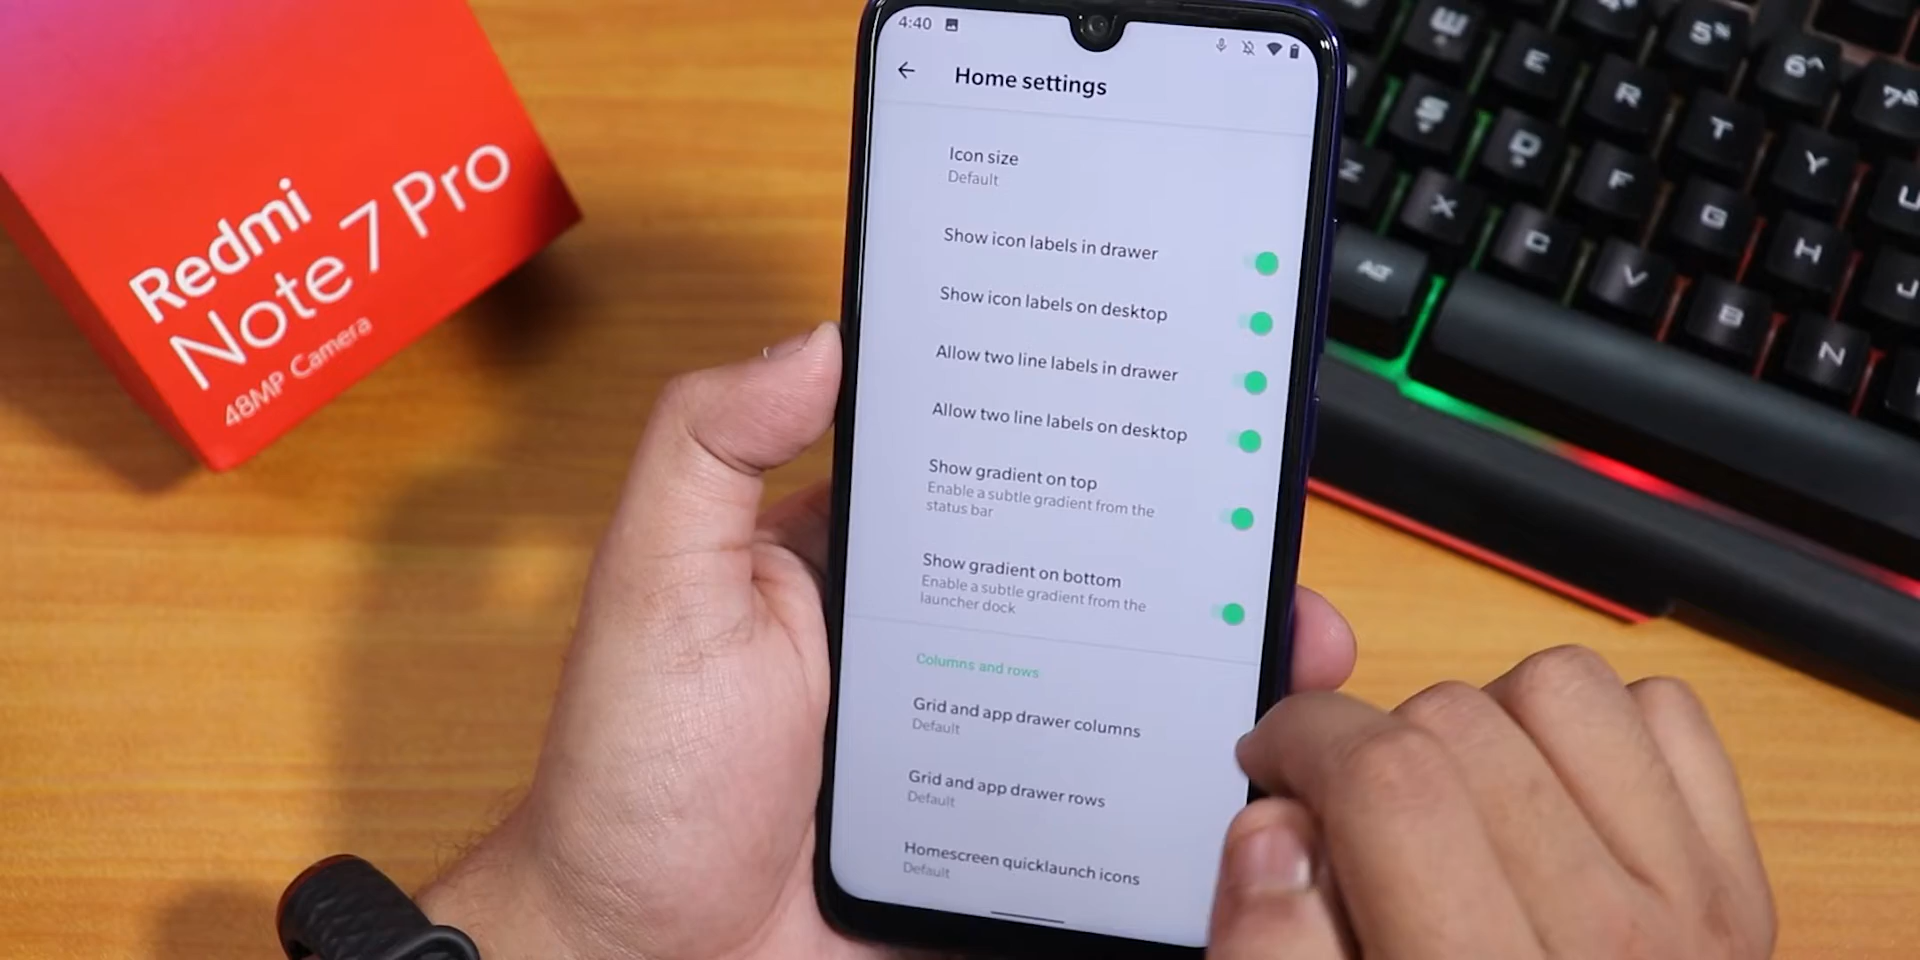 Redmi
Note 7 Pro
48MP Camera
4:40
Home settings
Icon size
Default
Show icon labels in drawer
Show icon labels on desktop
Allow two line labels in drawer
Allow two line labels on desktop
Show gradient on top
Enable a subtle gradient from the
status bar
Show gradient on bottom
Enable a subtle gradient from the
launcher dock
Columns and rows
Grid and app drawer columns
Default
Grid and app drawer rows
Default
Homescreen quicklaunch icons
Default
W
E
R
T
Y
U
S
D
F
G
H
J
Z
X
C
V
B
N
Alt
5%
6^
7&